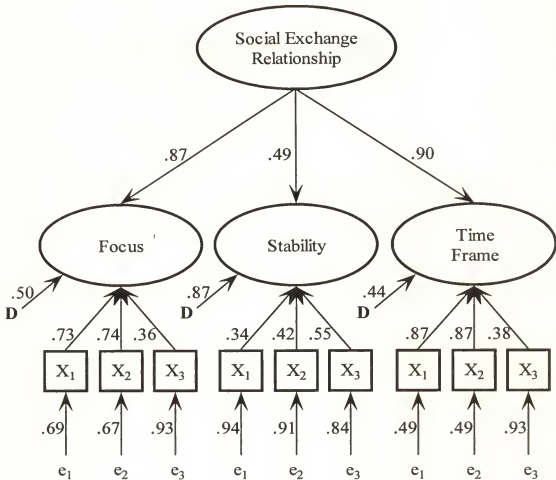 Social Exchange
Relationship
.87
.49
.90
Focus
Stability
Time
Frame
.50
.87
.44
D
D
D
.73
.74
.36
.34
.42
.55
.87
.87
.38
X1
X2
X3
X1
X2
X3
X1
X2
X3
.69
.67
.93
.94
.91
.84
.49
.49
.93
e1
e2
e3
e1
e2
e3
e1
e2
e3